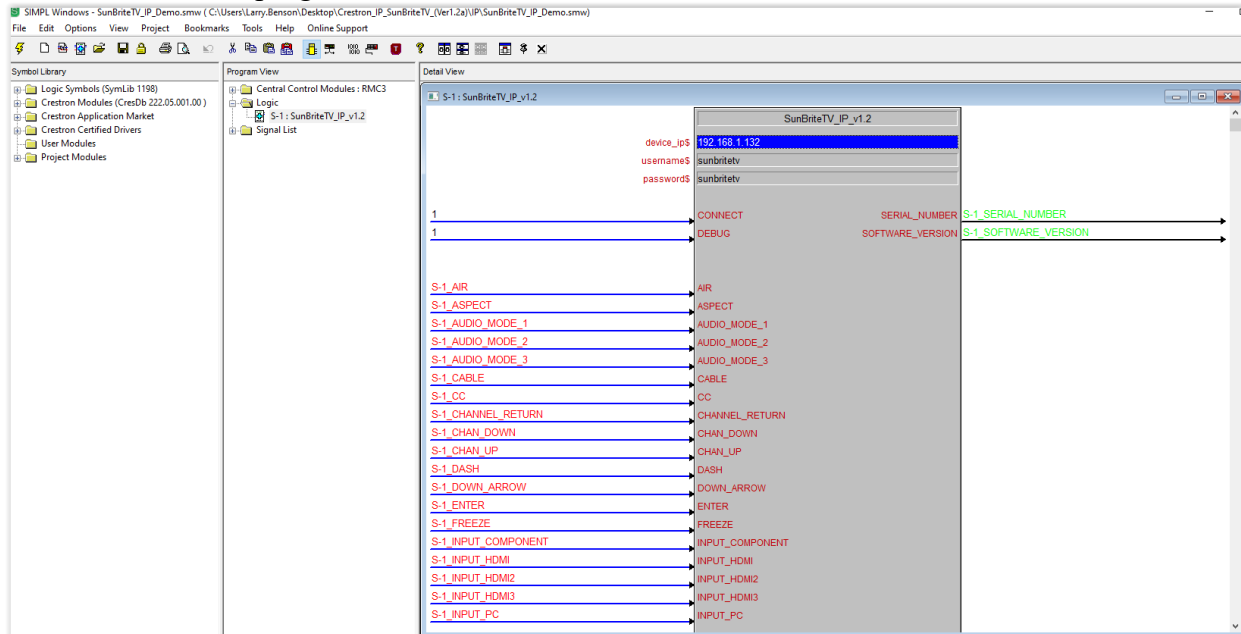 SIMPL Windows - SunBriteTV_IP_Demo.smw ( C:\Users\Larry.Benson\Desktop\Crestron_IP_SunBriteTV_(Ver1.2a)\IP\SunBriteTV_IP_Demo.smw)
File Edit Options View Project Bookmarks Tools Help Online Support
Symbol Library Program View Detail View
Logic Symbols (SymLib 1198)
Crestron Modules (CresDb 222.05.001.00 )
Crestron Application Market
Crestron Certified Drivers
User Modules
Project Modules
Central Control Modules : RMC3
Logic
S-1 : SunBriteTV_IP_v1.2
Signal List
S-1 : SunBriteTV_IP_v1.2
SunBriteTV_IP_v1.2
device_ip$ 192.168.1.132
username$ sunbritetv
password$ sunbritetv
1 CONNECT SERIAL_NUMBER S-1_SERIAL_NUMBER
1 DEBUG SOFTWARE_VERSION S-1_SOFTWARE_VERSION
S-1_AIR AIR
S-1_ASPECT ASPECT
S-1_AUDIO_MODE_1 AUDIO_MODE_1
S-1_AUDIO_MODE_2 AUDIO_MODE_2
S-1_AUDIO_MODE_3 AUDIO_MODE_3
S-1_CABLE CABLE
S-1_CC CC
S-1_CHANNEL_RETURN CHANNEL_RETURN
S-1_CHAN_DOWN CHAN_DOWN
S-1_CHAN_UP CHAN_UP
S-1_DASH DASH
S-1_DOWN_ARROW DOWN_ARROW
S-1_ENTER ENTER
S-1_FREEZE FREEZE
S-1_INPUT_COMPONENT INPUT_COMPONENT
S-1_INPUT_HDMI INPUT_HDMI
S-1_INPUT_HDMI2 INPUT_HDMI2
S-1_INPUT_HDMI3 INPUT_HDMI3
S-1_INPUT_PC INPUT_PC